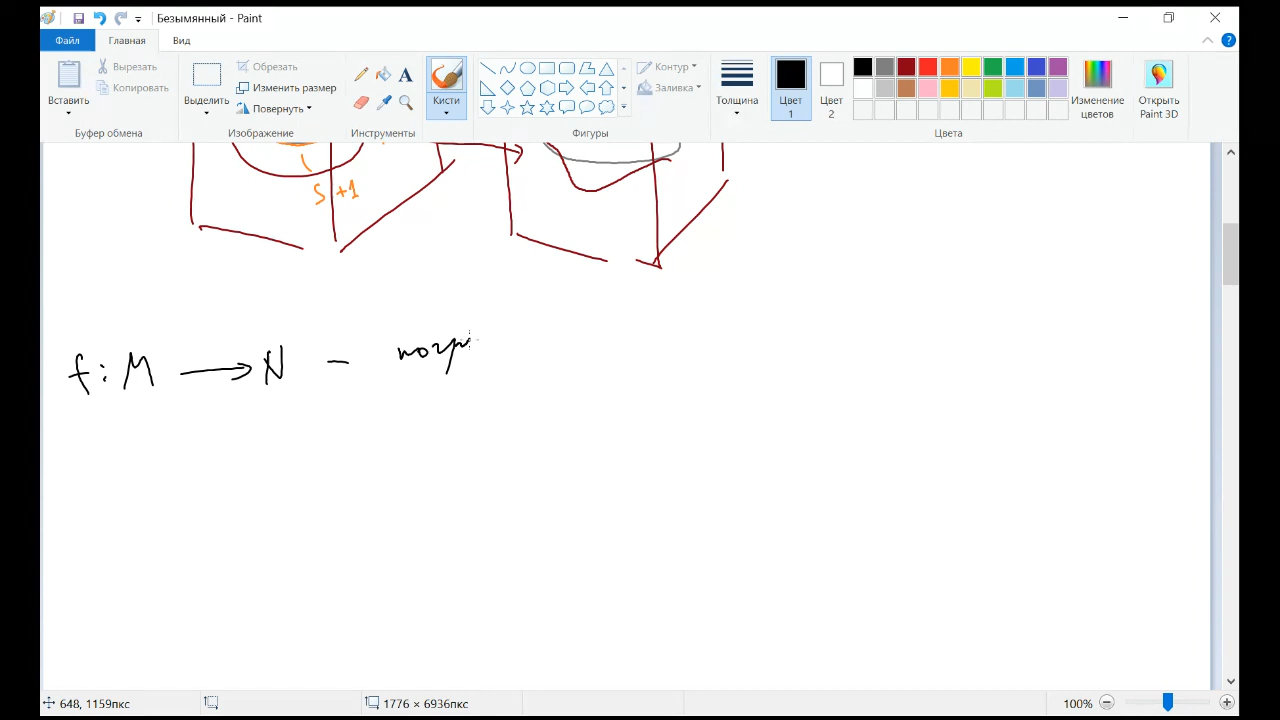 Безымянный - Paint
Файл Главная Вид
Вставить
Вырезать
Копировать
Буфер обмена
Выделить
Обрезать
Изменить размер
Повернуть
Изображение
Инструменты
Кисти
Контур
Заливка
Фигуры
Толщина
Цвет 1
Цвет 2
Изменение цветов
Открыть Paint 3D
Цвета
S+1
f: M ⟶ N – погр
648, 1159пкс
1776 × 6936пкс
100%